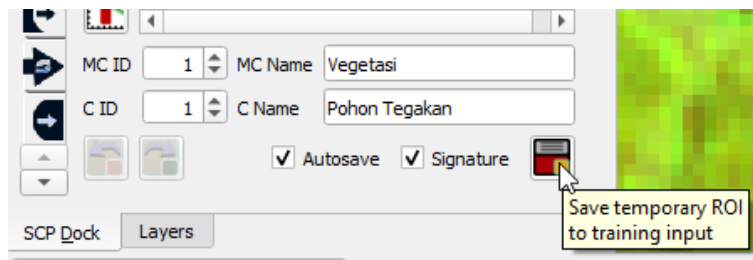 MC ID 1 MC Name Vegetasi
C ID 1 C Name Pohon Tegakan
Autosave Signature
Save temporary ROI
to training input
SCP Dock Layers